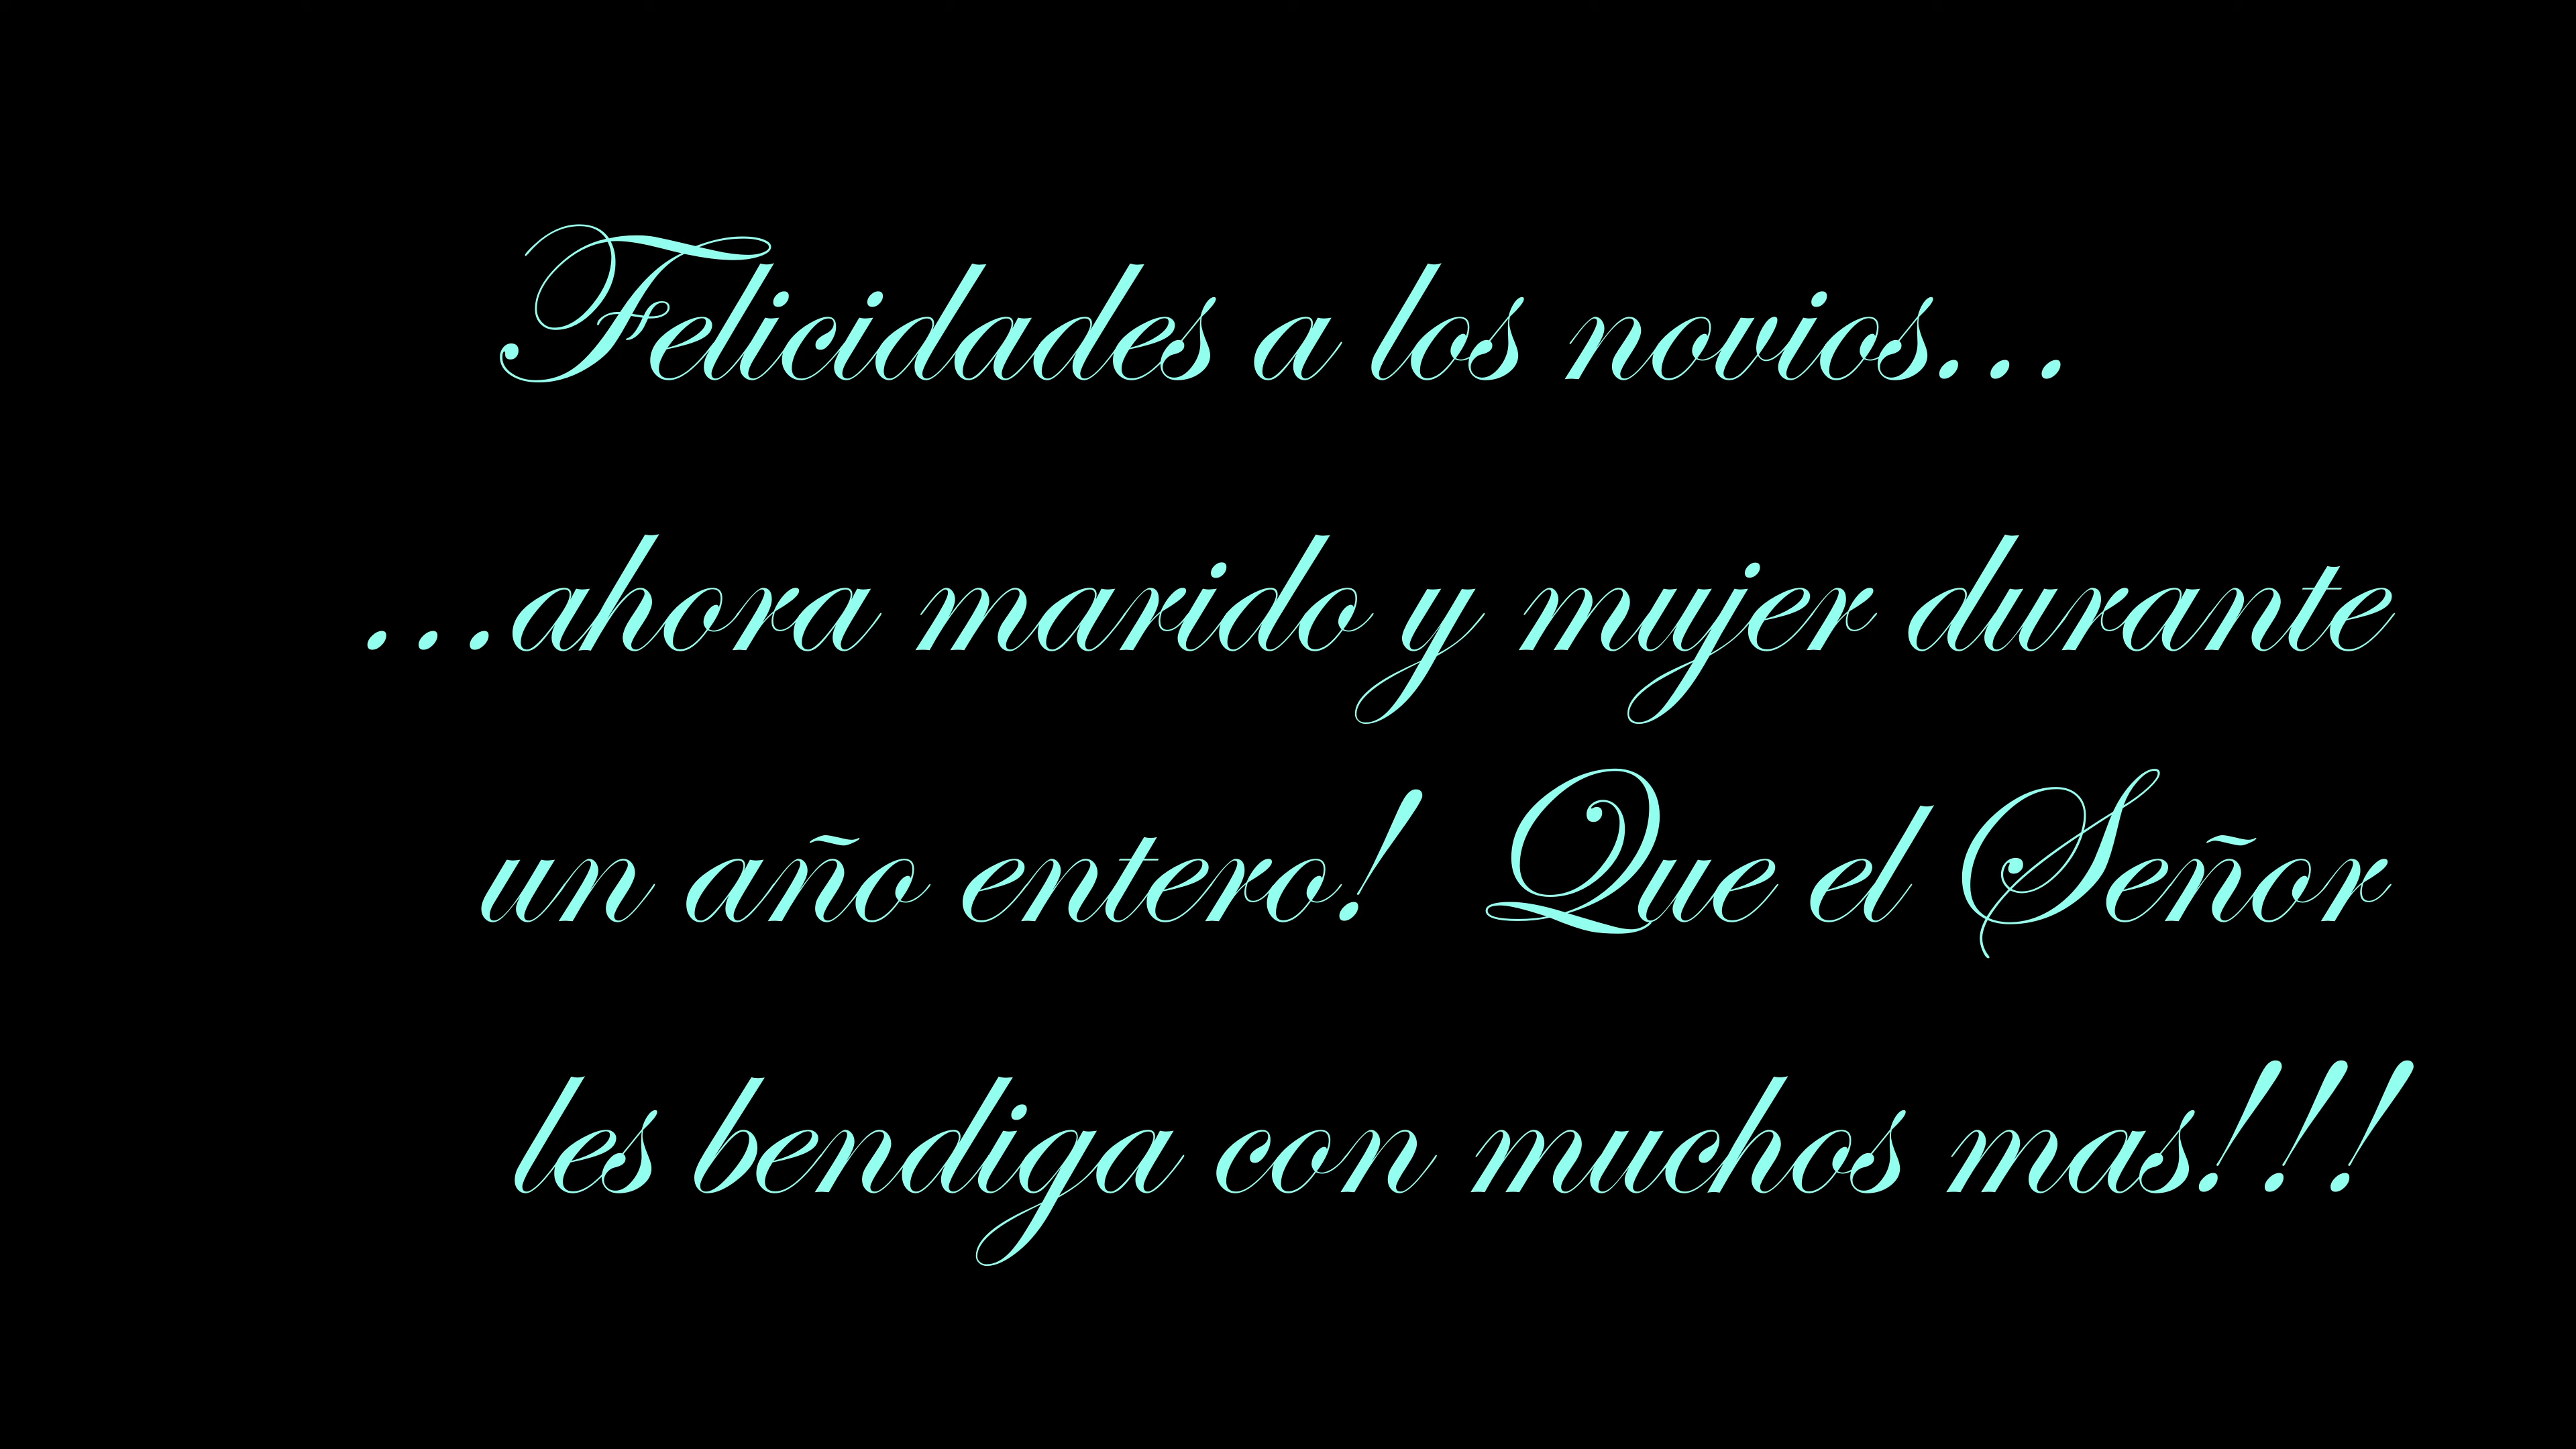 Felicidades a los novios...
...ahora marido y mujer durante
un año entero!  Que el Señor
les bendiga con muchos mas!!!